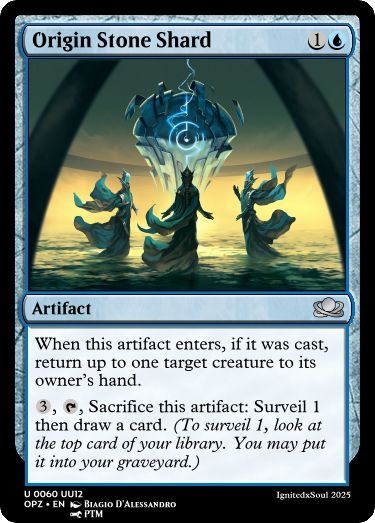 Origin Stone Shard 1
Artifact
When this artifact enters, if it was cast,
return up to one target creature to its
owner's hand.
3, , Sacrifice this artifact: Surveil 1
then draw a card. (To surveil 1, look at
the top card of your library. You may put
it into your graveyard.)
U 0060 UU12
OPZ • EN Biagio D'Alessandro
PTM
IgnitedxSoul 2025